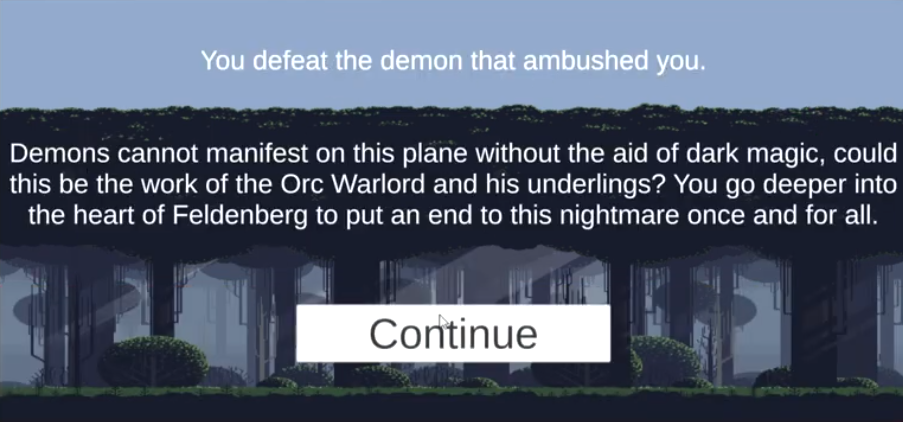 You defeat the demon that ambushed you.
Demons cannot manifest on this plane without the aid of dark magic, could
this be the work of the Orc Warlord and his underlings? You go deeper into
the heart of Feldenberg to put an end to this nightmare once and for all.
Continue